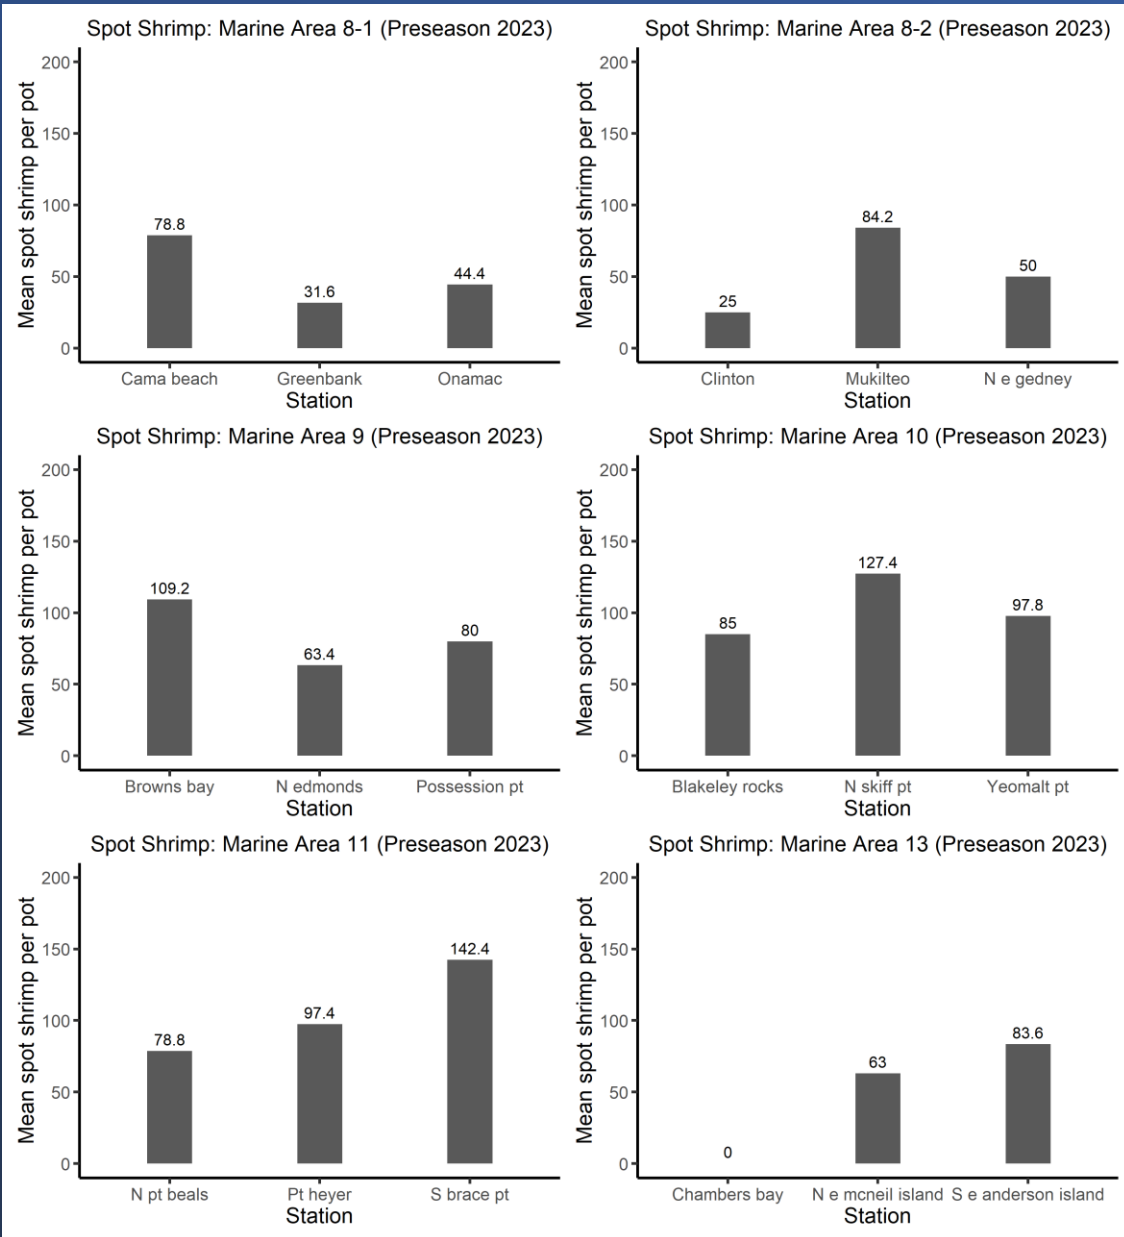 Spot Shrimp: Marine Area 8-1 (Preseason 2023)
Mean spot shrimp per pot
200
150
100
50
0
78.8
31.6
44.4
Cama beach
Greenbank
Onamac
Station
Spot Shrimp: Marine Area 8-2 (Preseason 2023)
Mean spot shrimp per pot
200
150
100
50
0
25
84.2
50
Clinton
Mukilteo
N e gedney
Station
Spot Shrimp: Marine Area 9 (Preseason 2023)
Mean spot shrimp per pot
200
150
100
50
0
109.2
63.4
80
Browns bay
N edmonds
Possession pt
Station
Spot Shrimp: Marine Area 10 (Preseason 2023)
Mean spot shrimp per pot
200
150
100
50
0
85
127.4
97.8
Blakeley rocks
N skiff pt
Yeomalt pt
Station
Spot Shrimp: Marine Area 11 (Preseason 2023)
Mean spot shrimp per pot
200
150
100
50
0
78.8
97.4
142.4
N pt beals
Pt heyer
S brace pt
Station
Spot Shrimp: Marine Area 13 (Preseason 2023)
Mean spot shrimp per pot
200
150
100
50
0
0
63
83.6
Chambers bay
N e mcneil island
S e anderson island
Station